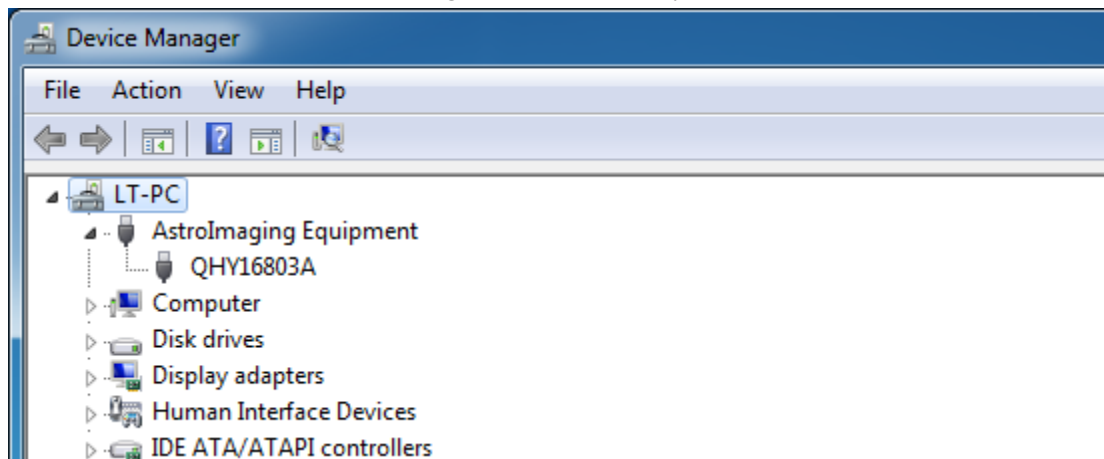 Device Manager
File Action View Help
LT-PC
AstroImaging Equipment
QHY16803A
Computer
Disk drives
Display adapters
Human Interface Devices
IDE ATA/ATAPI controllers